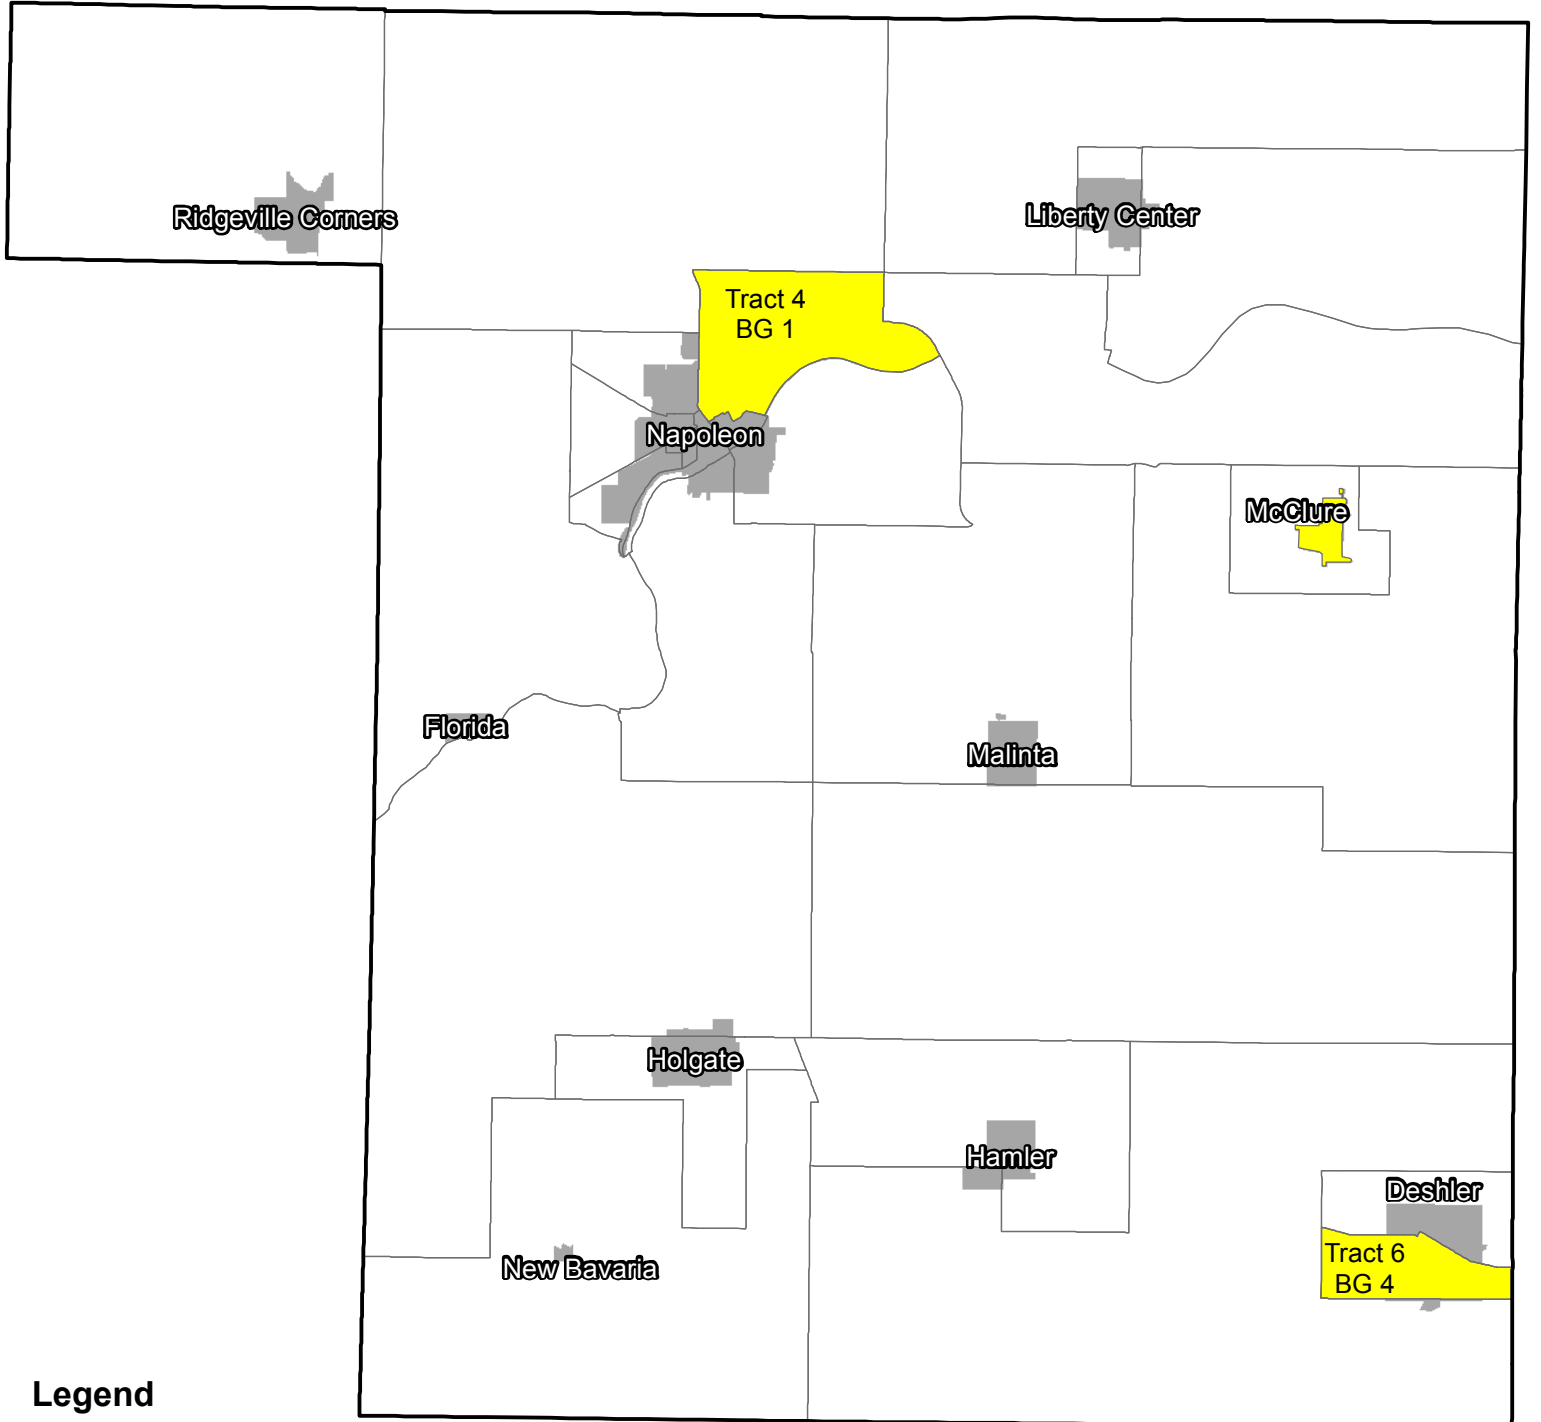 Ridgeville Corners
Liberty Center
Tract 4
BG 1
Napoleon
McClure
Florida
Malinta
Holgate
Hamler
Deshler
Tract 6
BG 4
New Bavaria
Legend